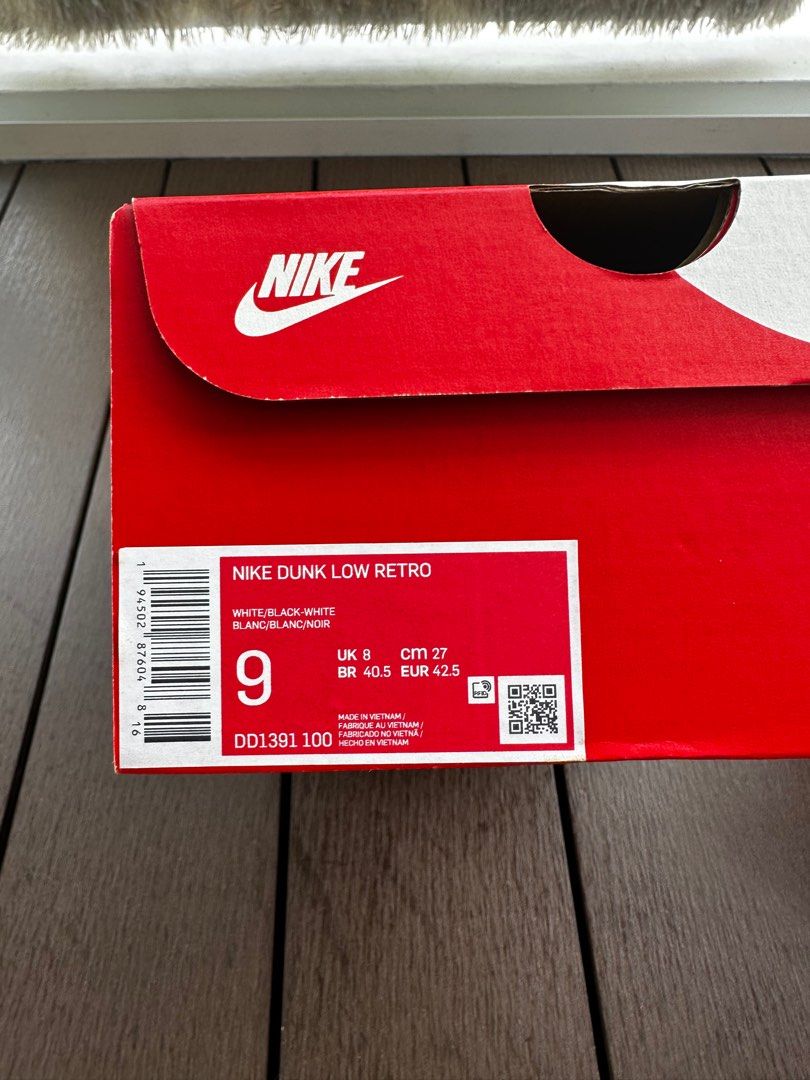 NIKE
NIKE DUNK LOW RETRO
WHITE/BLACK-WHITE
BLANC/BLANC/NOIR
9
UK 8 cm 27
BR 40.5 EUR 42.5
DD1391 100
MADE IN VIETNAM /
FABRIQUE AU VIETNAM /
FABRICADO NO VIETNÃ /
HECHO EN VIETNAM
1 94502 87604 8 16
RFID